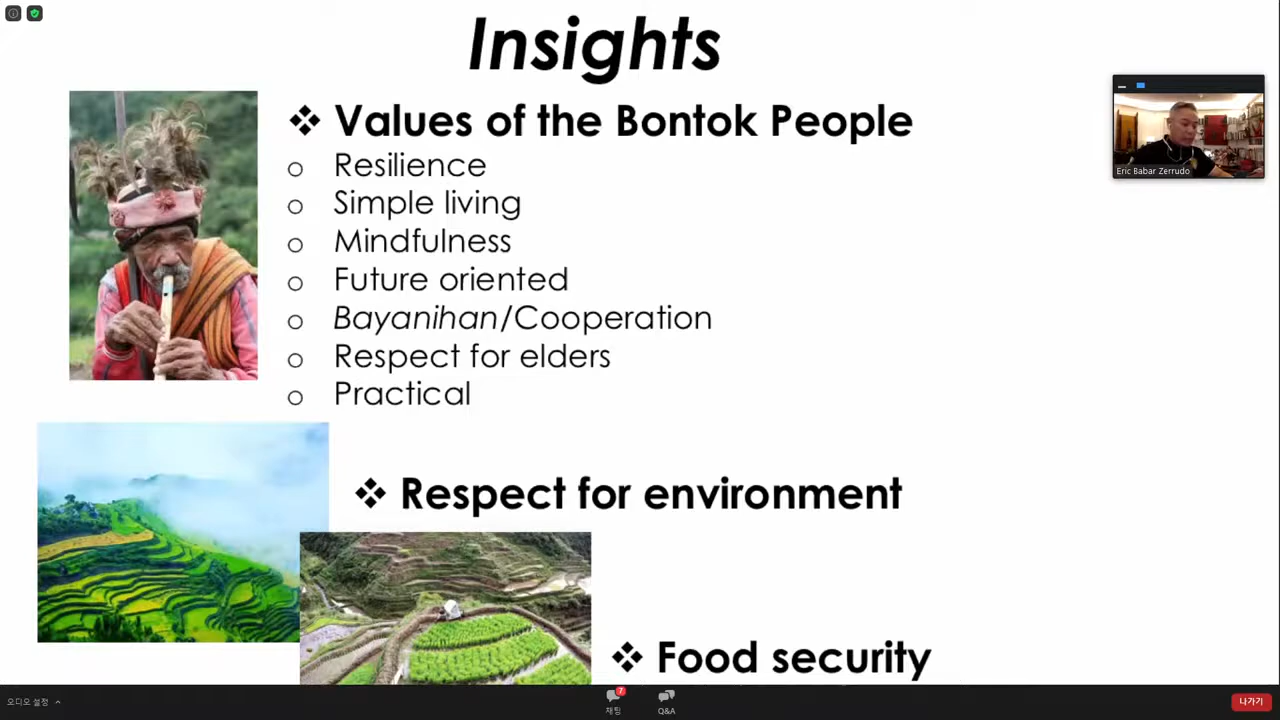 Insights
❖ Values of the Bontok People
o Resilience
o Simple living
o Mindfulness
o Future oriented
o Bayanihan/Cooperation
o Respect for elders
o Practical
❖ Respect for environment
❖ Food security
Eric Babar Zerrudo
오디오 설정
7
채팅
Q&A
나가기